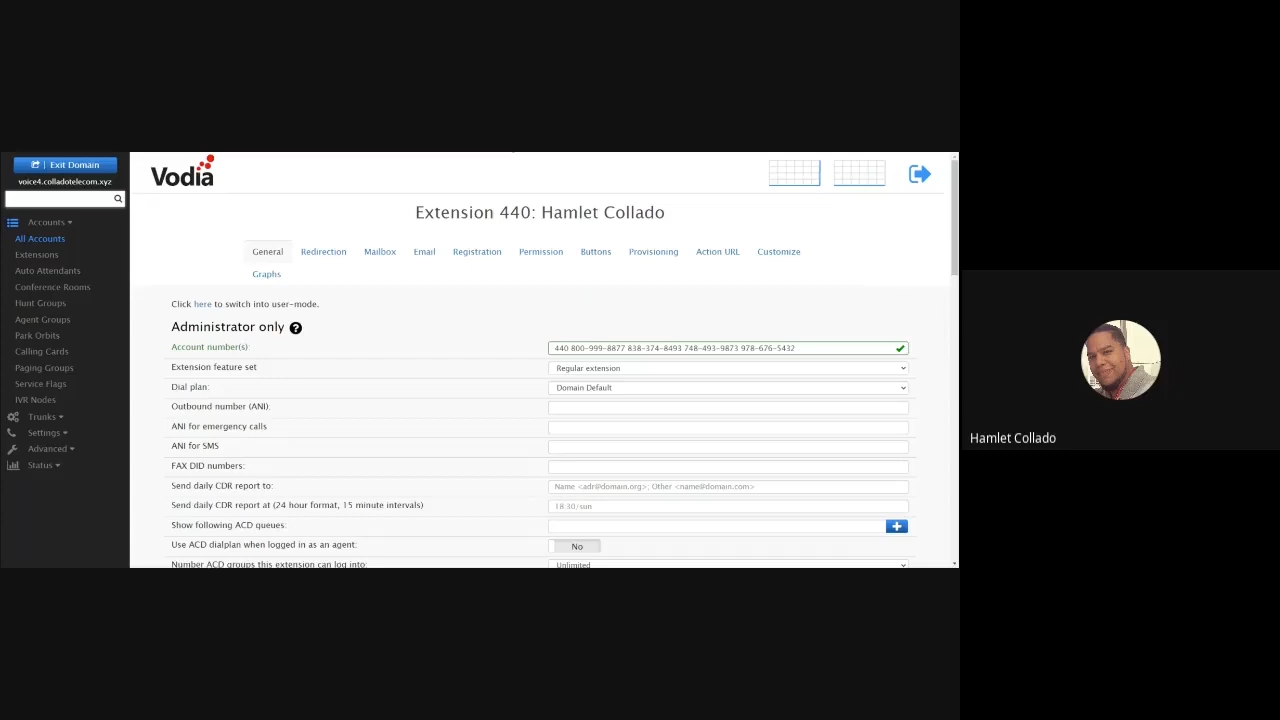 Exit Domain
voice4.colladotelecom.xyz
Accounts
All Accounts
Extensions
Auto Attendants
Conference Rooms
Hunt Groups
Agent Groups
Park Orbits
Calling Cards
Paging Groups
Service Flags
IVR Nodes
Trunks
Settings
Advanced
Status
Vodia
Extension 440: Hamlet Collado
General Redirection Mailbox Email Registration Permission Buttons Provisioning Action URL Customize
Graphs
Click here to switch into user-mode.
Administrator only ?
Account number(s): 440 800-999-8877 838-374-8493 748-493-9873 978-676-5432
Extension feature set Regular extension
Dial plan: Domain Default
Outbound number (ANI):
ANI for emergency calls
ANI for SMS
FAX DID numbers:
Send daily CDR report to: Name <adr@domain.org>; Other <name@domain.com>
Send daily CDR report at (24 hour format, 15 minute intervals) 18:30/sun
Show following ACD queues:
Use ACD dialplan when logged in as an agent: No
Number ACD groups this extension can log into: Unlimited
Hamlet Collado